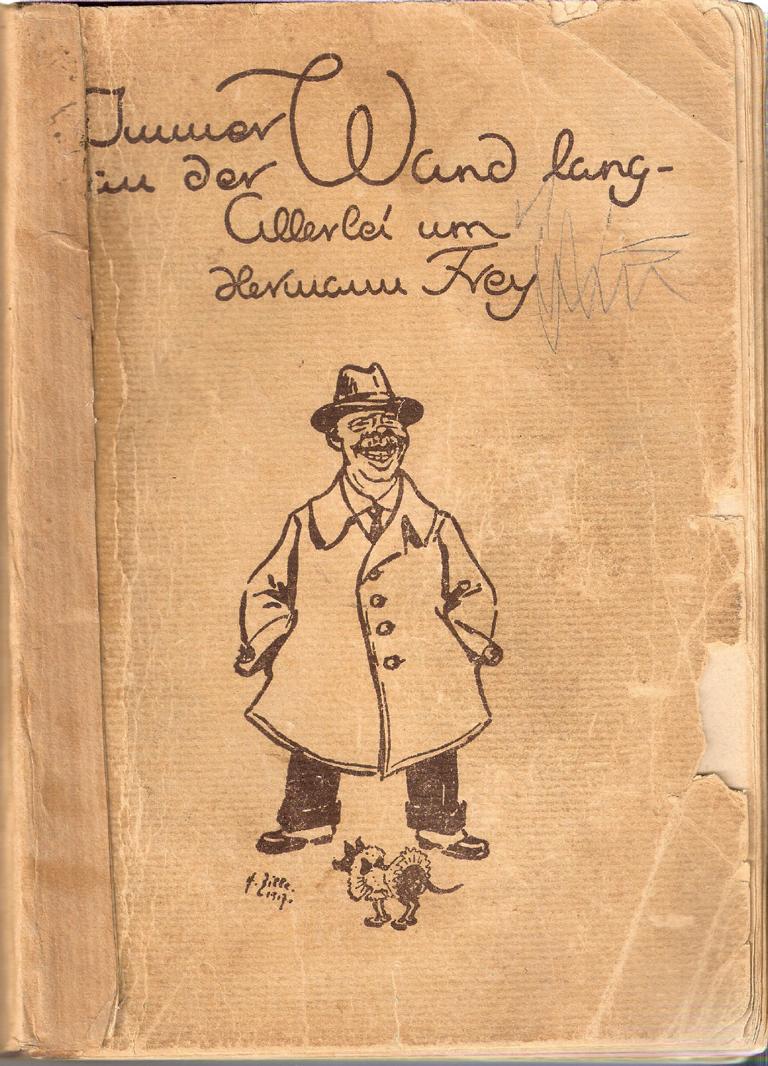 Immer
an der Wand lang-
Allerlei um
Hermann Frey
H. Zille.
1917.